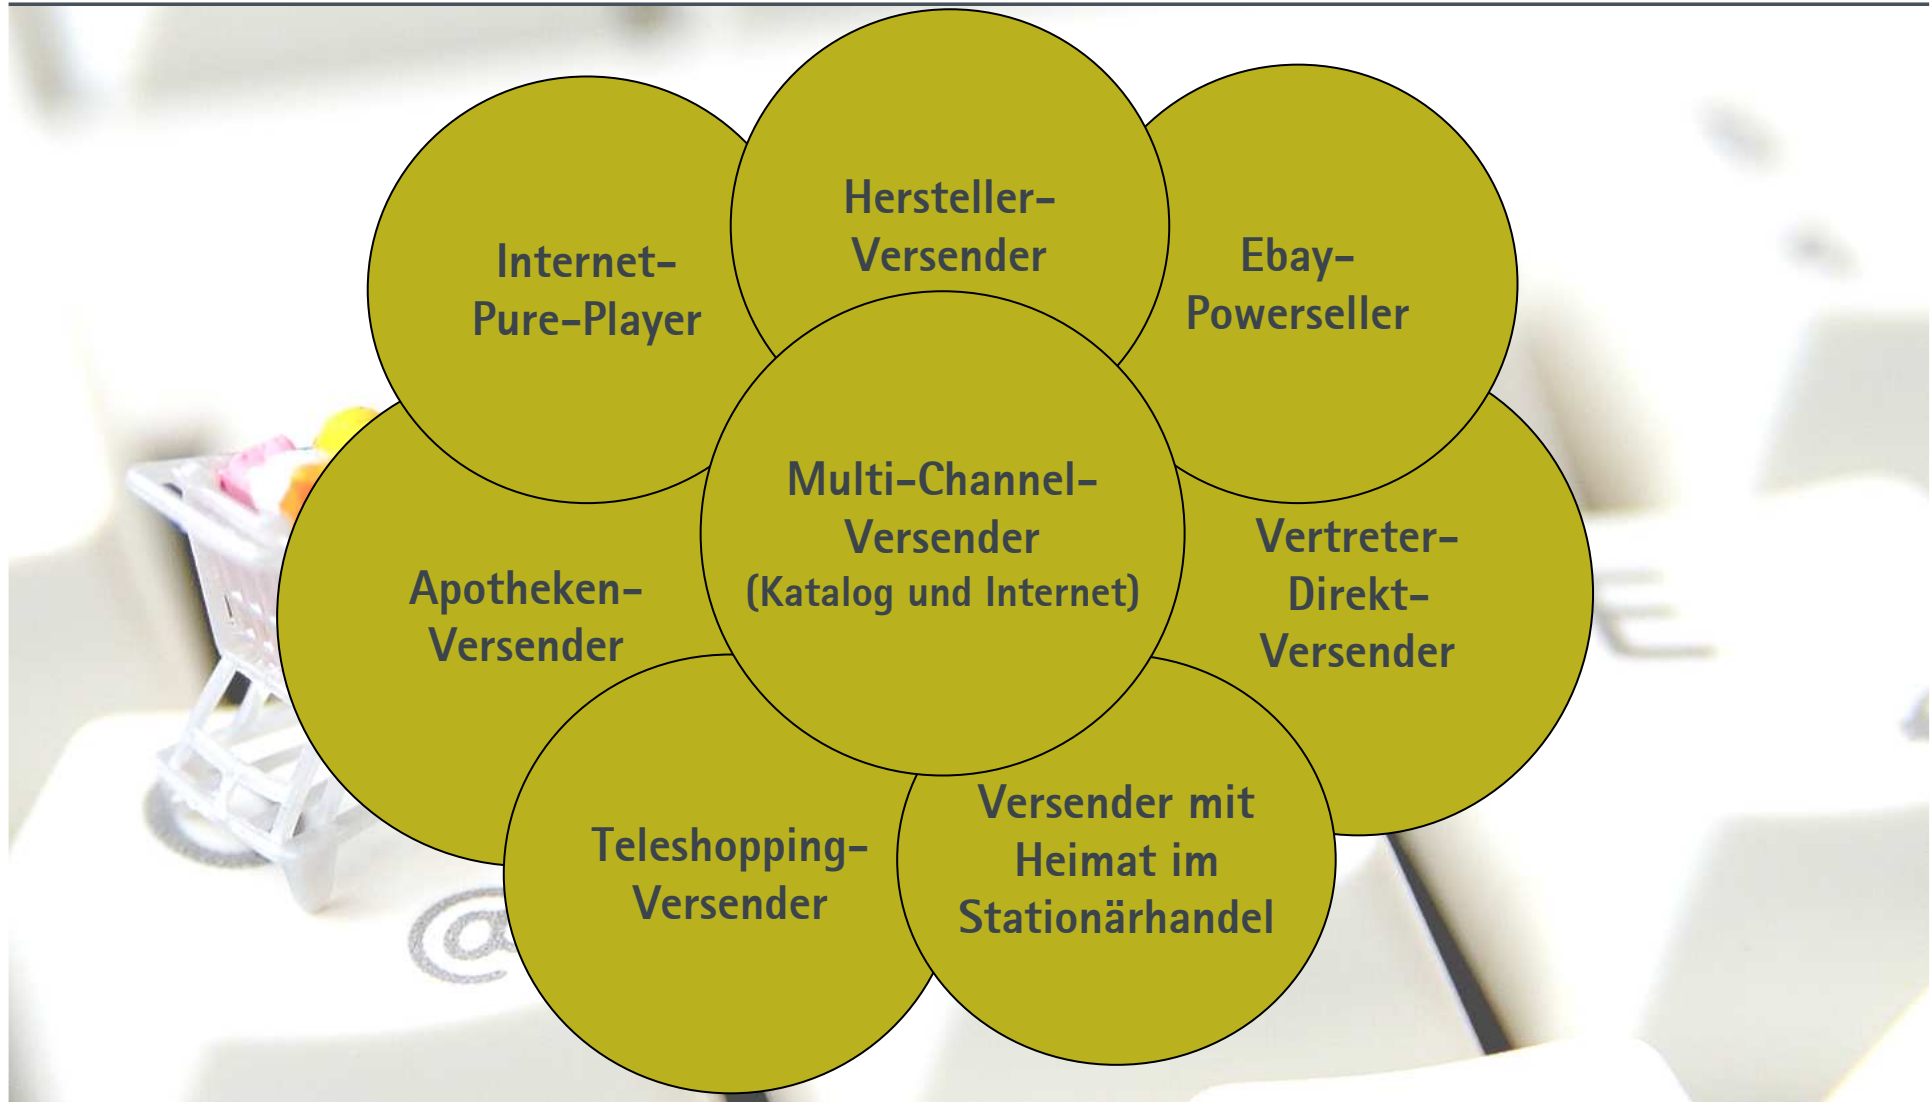 Hersteller-
Versender
Internet-
Pure-Player
Ebay-
Powerseller
Multi-Channel-
Versender
(Katalog und Internet)
Vertreter-
Direkt-
Versender
Apotheken-
Versender
Versender mit
Heimat im
Stationärhandel
Teleshopping-
Versender
@
E